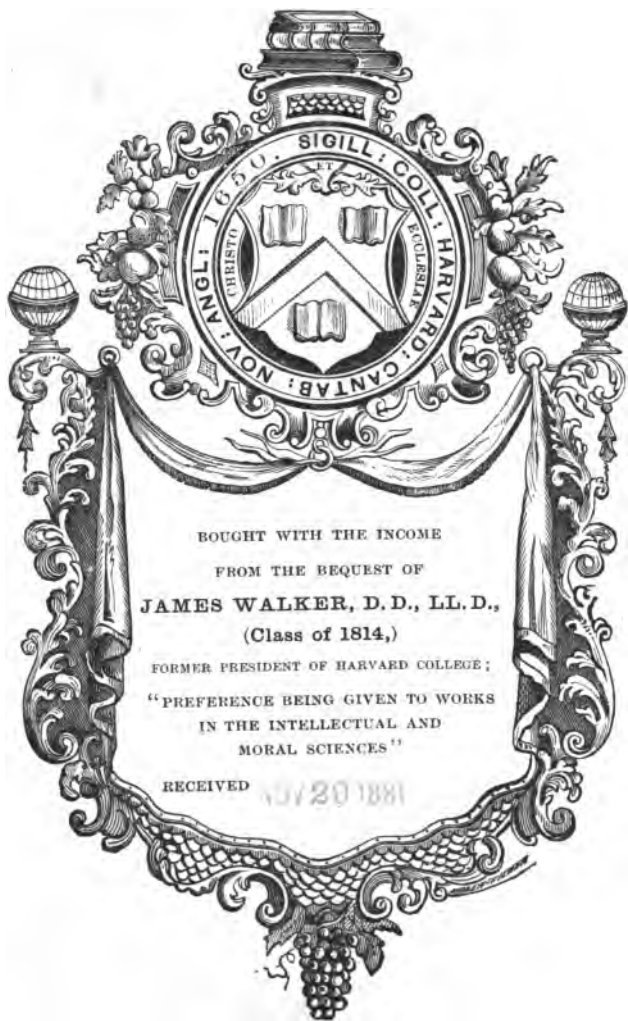 SIGILL: COLL: HARVARD: CANTAB: NOV: ANGL: 1650.
ET
CHRISTO
ECCLESIAE
BOUGHT WITH THE INCOME
FROM THE BEQUEST OF
JAMES WALKER, D.D., LL.D.,
(Class of 1814,)
FORMER PRESIDENT OF HARVARD COLLEGE;
"PREFERENCE BEING GIVEN TO WORKS
IN THE INTELLECTUAL AND
MORAL SCIENCES"
RECEIVED 20 1881